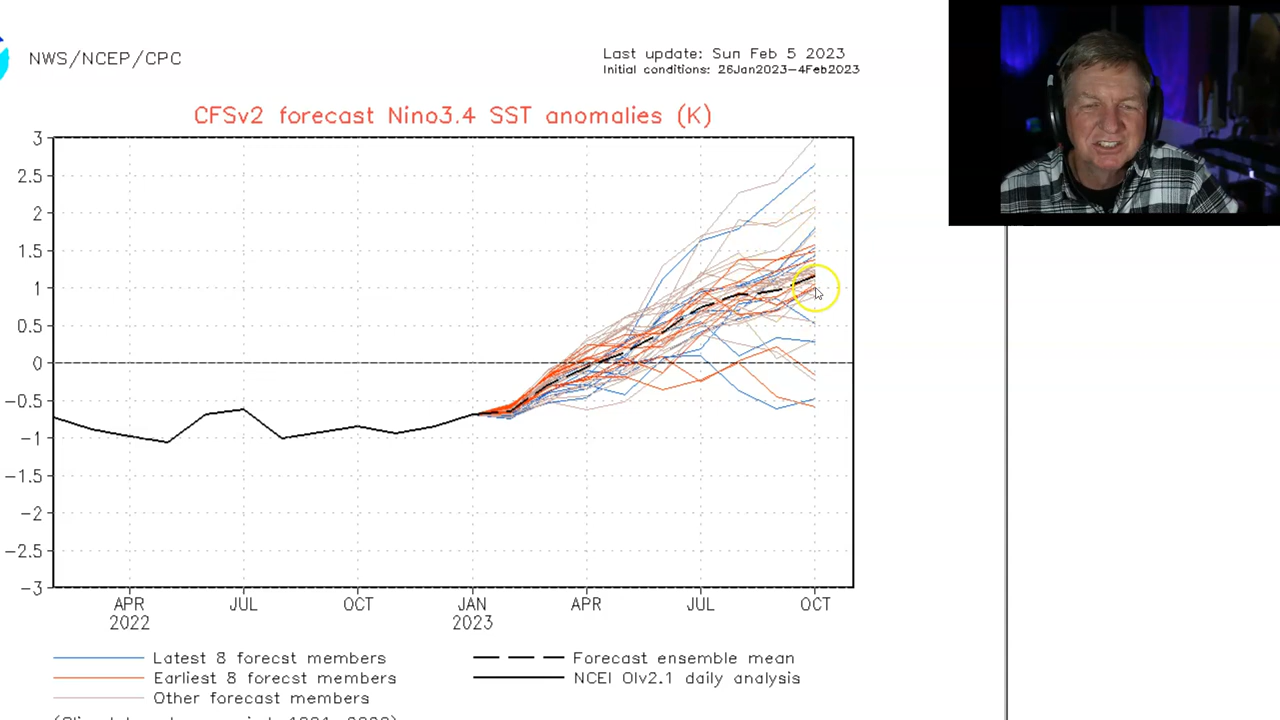 NWS/NCEP/CPC
Last update: Sun Feb 5 2023
Initial conditions: 26Jan2023–4Feb2023
CFSv2 forecast Nino3.4 SST anomalies (K)
3
2.5
2
1.5
1
0.5
0
−0.5
−1
−1.5
−2
−2.5
−3
APR 2022
JUL
OCT
JAN 2023
APR
JUL
OCT
Latest 8 forecst members
Earliest 8 forecst members
Other forecast members
Forecast ensemble mean
NCEI OIv2.1 daily analysis